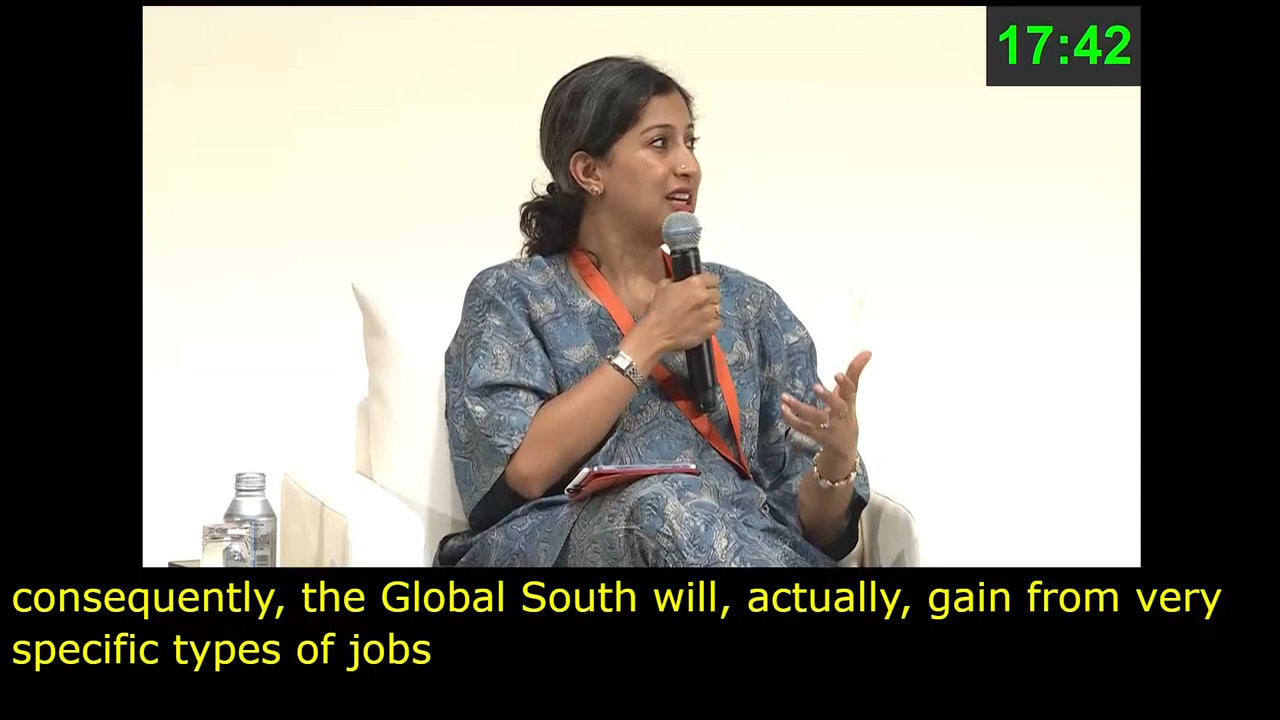 17:42
consequently, the Global South will, actually, gain from very
specific types of jobs